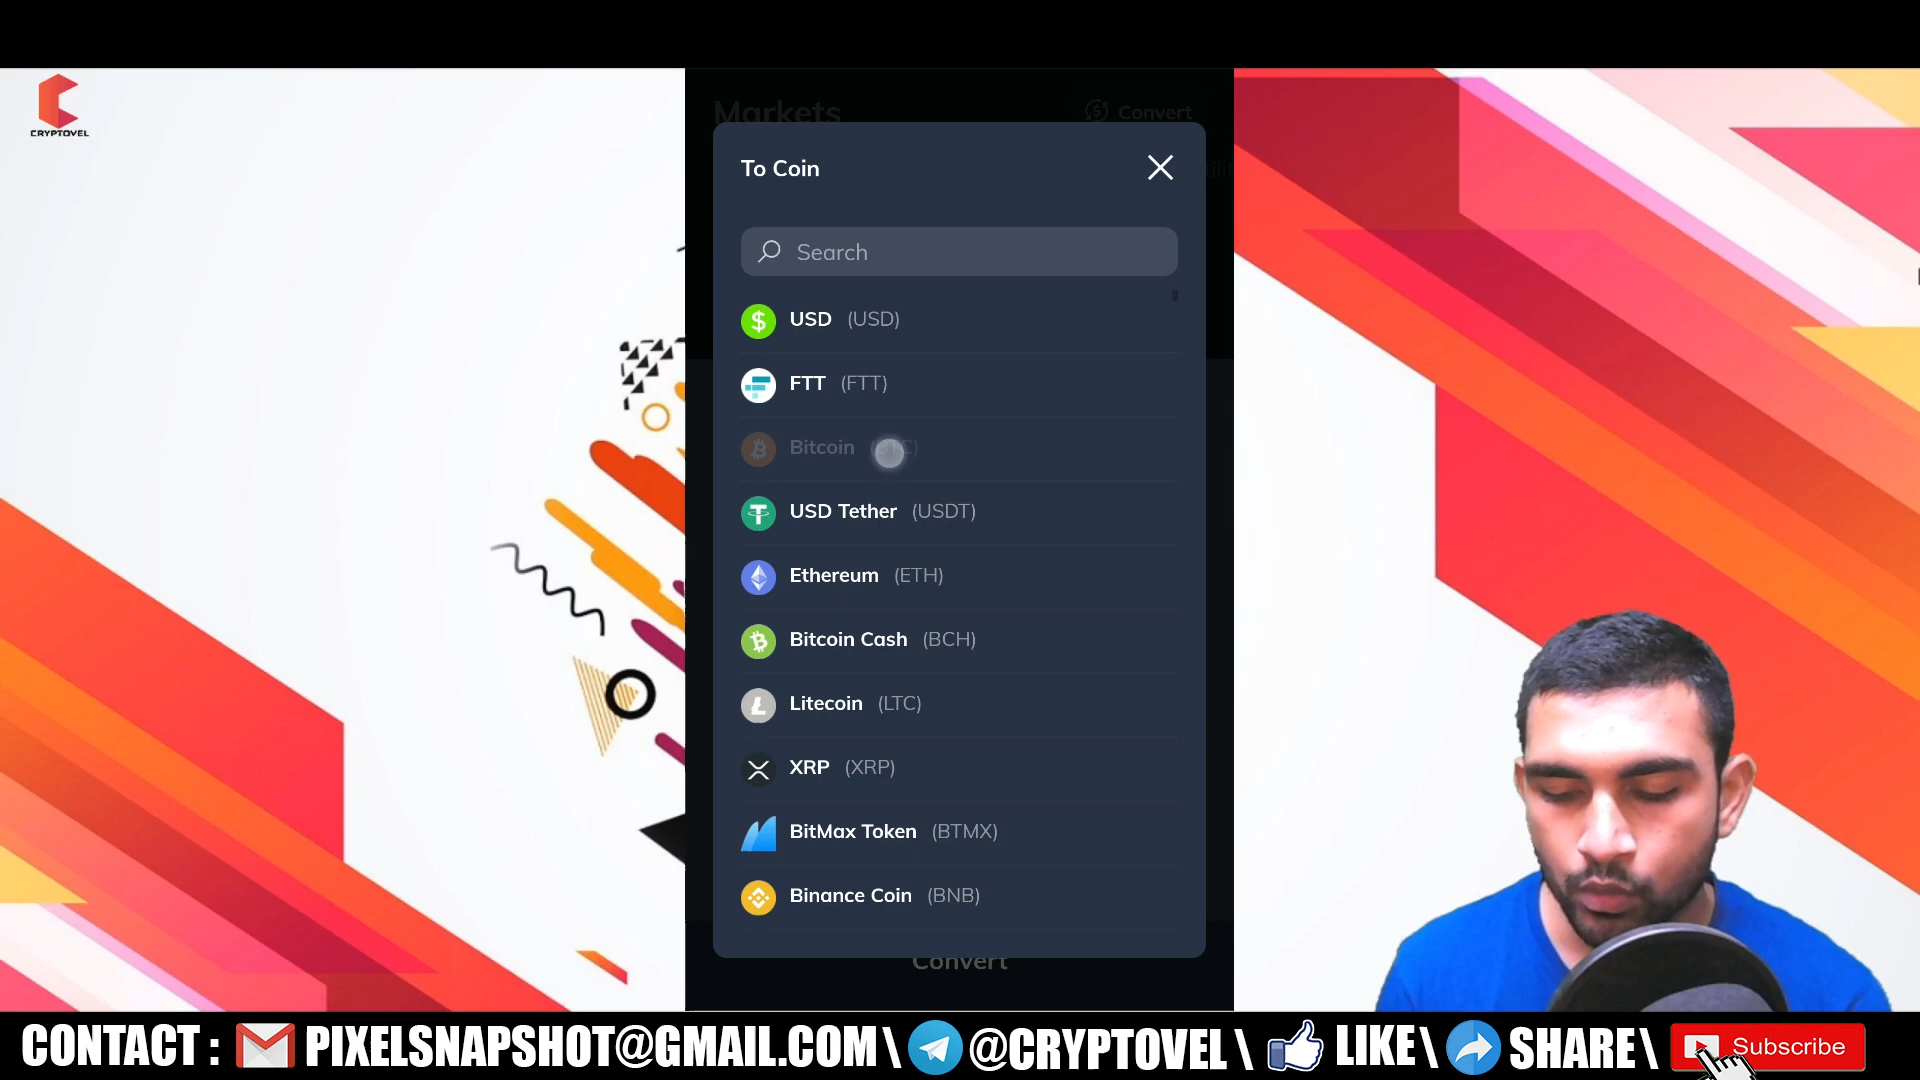 CRYPTOVEL
Markets
Convert
To Coin
Search
USD (USD)
FTT (FTT)
Bitcoin
USD Tether (USDT)
Ethereum (ETH)
Bitcoin Cash (BCH)
Litecoin (LTC)
XRP (XRP)
BitMax Token (BTMX)
Binance Coin (BNB)
Convert
CONTACT : PIXELSNAPSHOT@GMAIL.COM \ @CRYPTOVEL \ LIKE \ SHARE \ Subscribe